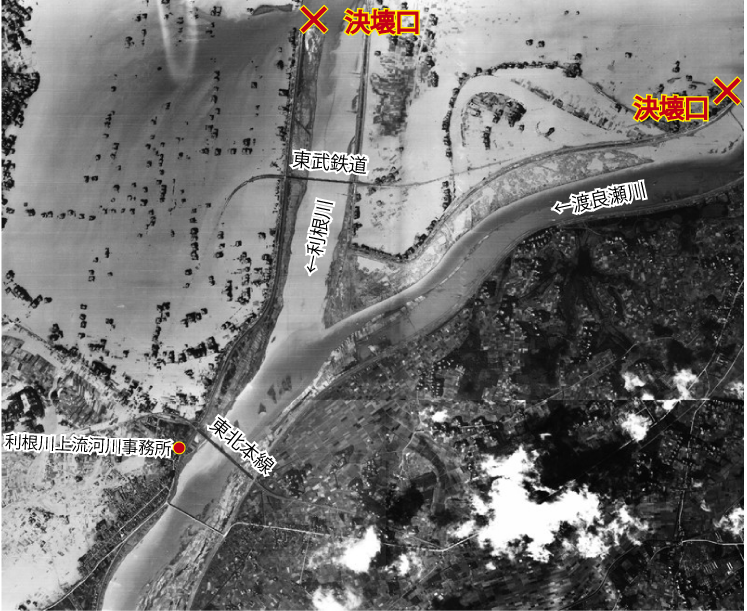 決壊口
決壊口
東武鉄道
←渡良瀬川
←利根川
東北本線
利根川上流河川事務所